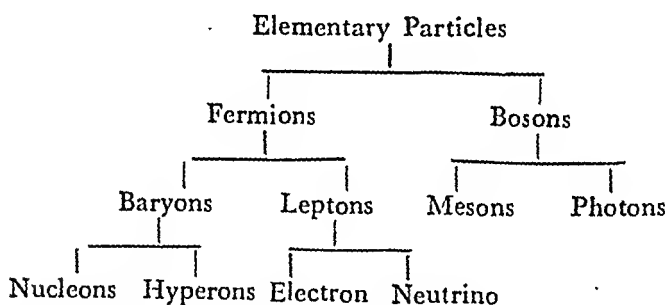 Elementary Particles
Fermions Bosons
Baryons Leptons Mesons Photons
Nucleons Hyperons Electron Neutrino